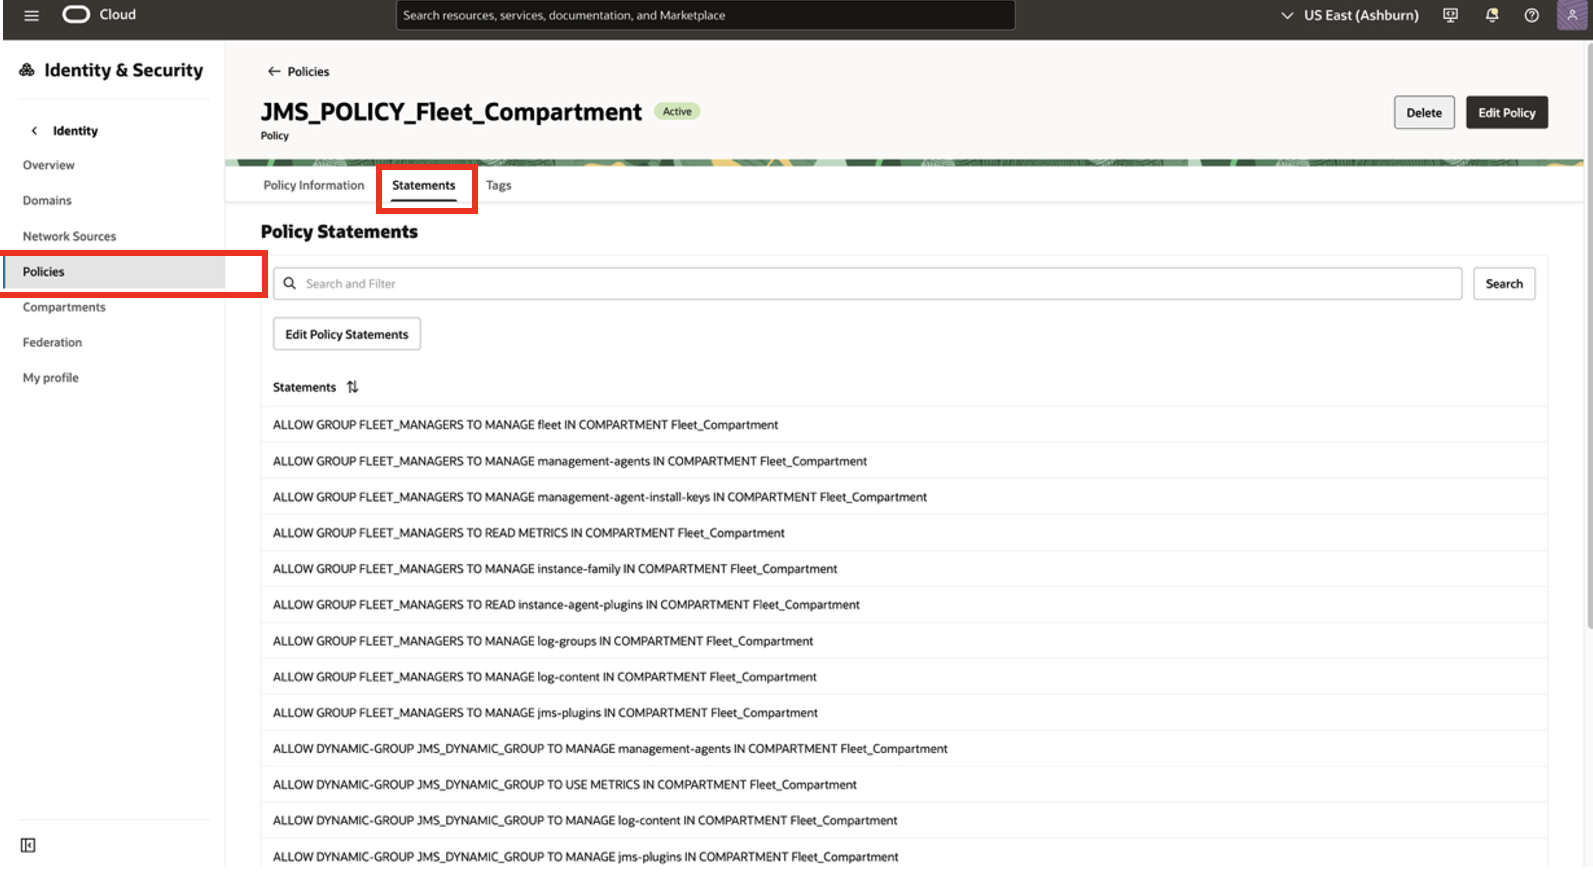 Cloud
Search resources, services, documentation, and Marketplace
US East (Ashburn)
Identity & Security
Identity
Overview
Domains
Network Sources
Policies
Compartments
Federation
My profile
Policies
JMS_POLICY_Fleet_Compartment
Active
Policy
Delete
Edit Policy
Policy Information
Statements
Tags
Policy Statements
Search and Filter
Search
Edit Policy Statements
Statements
ALLOW GROUP FLEET_MANAGERS TO MANAGE fleet IN COMPARTMENT Fleet_Compartment
ALLOW GROUP FLEET_MANAGERS TO MANAGE management-agents IN COMPARTMENT Fleet_Compartment
ALLOW GROUP FLEET_MANAGERS TO MANAGE management-agent-install-keys IN COMPARTMENT Fleet_Compartment
ALLOW GROUP FLEET_MANAGERS TO READ METRICS IN COMPARTMENT Fleet_Compartment
ALLOW GROUP FLEET_MANAGERS TO MANAGE instance-family IN COMPARTMENT Fleet_Compartment
ALLOW GROUP FLEET_MANAGERS TO READ instance-agent-plugins IN COMPARTMENT Fleet_Compartment
ALLOW GROUP FLEET_MANAGERS TO MANAGE log-groups IN COMPARTMENT Fleet_Compartment
ALLOW GROUP FLEET_MANAGERS TO MANAGE log-content IN COMPARTMENT Fleet_Compartment
ALLOW GROUP FLEET_MANAGERS TO MANAGE jms-plugins IN COMPARTMENT Fleet_Compartment
ALLOW DYNAMIC-GROUP JMS_DYNAMIC_GROUP TO MANAGE management-agents IN COMPARTMENT Fleet_Compartment
ALLOW DYNAMIC-GROUP JMS_DYNAMIC_GROUP TO USE METRICS IN COMPARTMENT Fleet_Compartment
ALLOW DYNAMIC-GROUP JMS_DYNAMIC_GROUP TO MANAGE log-content IN COMPARTMENT Fleet_Compartment
ALLOW DYNAMIC-GROUP JMS_DYNAMIC_GROUP TO MANAGE jms-plugins IN COMPARTMENT Fleet_Compartment